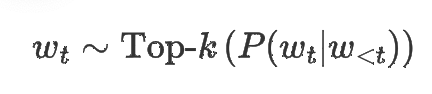 w_t ∼ Top-k (P(w_t|w_{<t}))